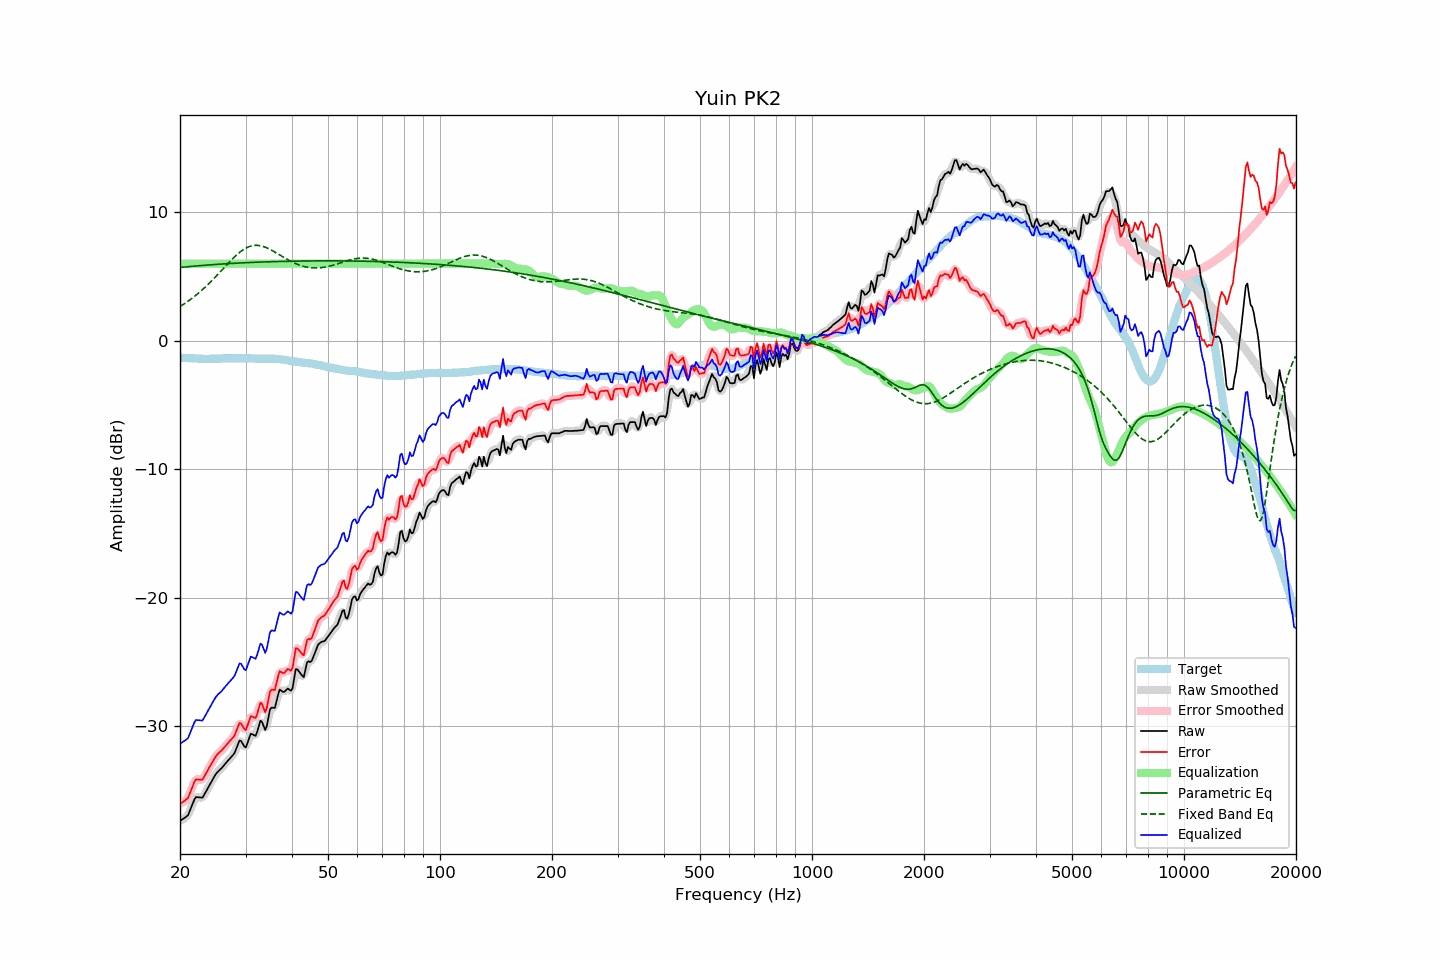 Yuin PK2
Amplitude (dBr)
10
0
−10
−20
−30
20
50
100
200
500
1000
2000
5000
10000
20000
Frequency (Hz)
Target
Raw Smoothed
Error Smoothed
Raw
Error
Equalization
Parametric Eq
Fixed Band Eq
Equalized